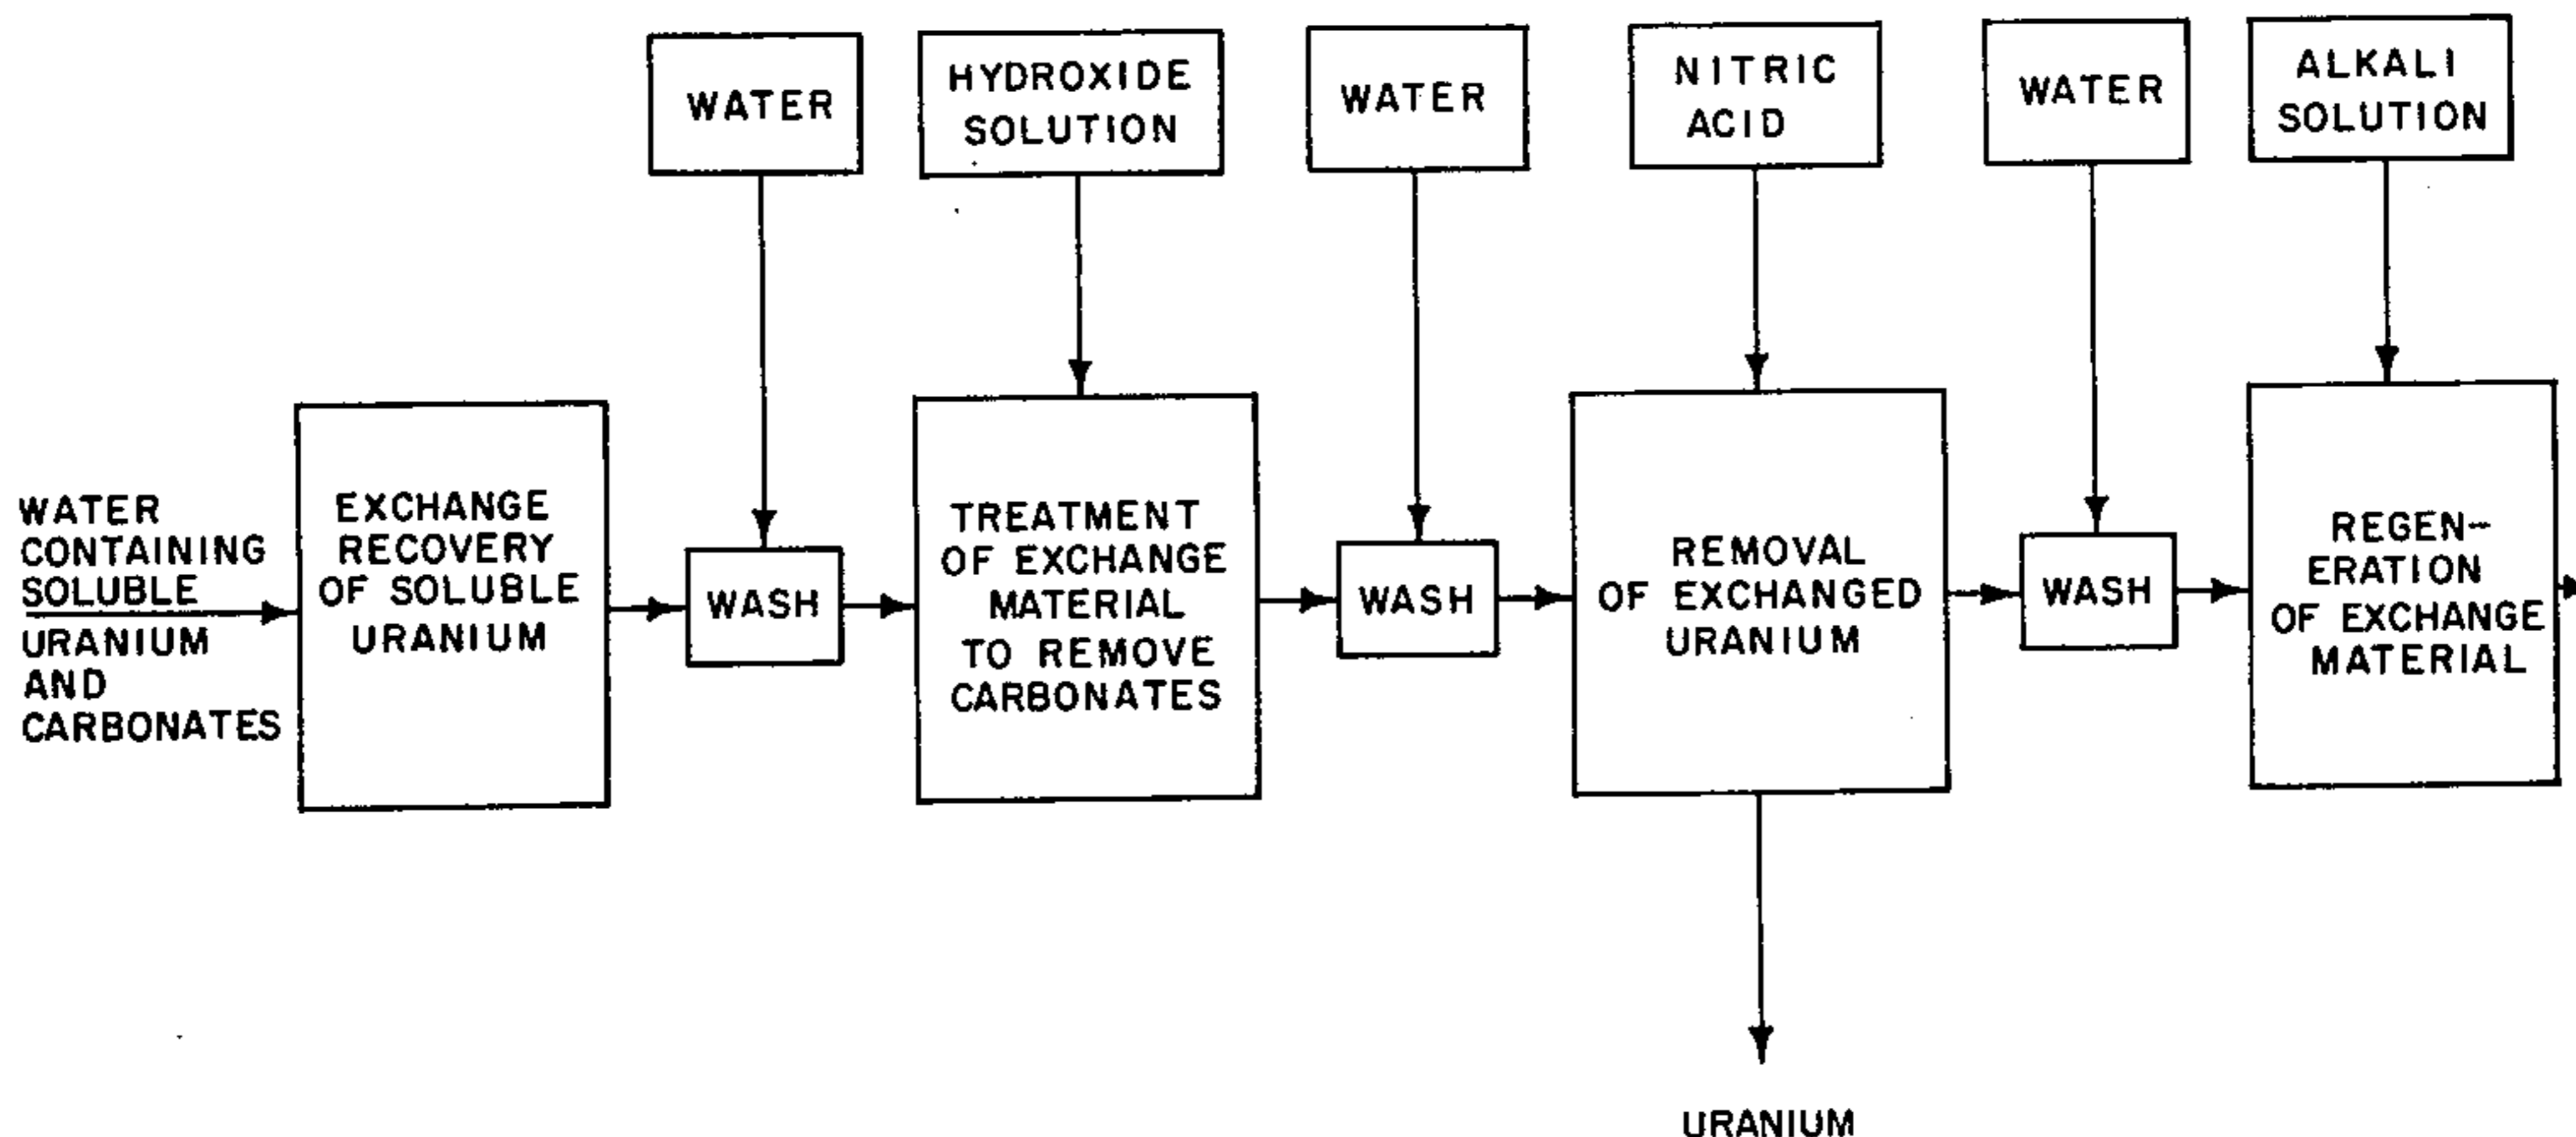 WATER
HYDROXIDE
SOLUTION
WATER
NITRIC
ACID
WATER
ALKALI
SOLUTION
WATER
CONTAINING
SOLUBLE
URANIUM
AND
CARBONATES
EXCHANGE
RECOVERY
OF SOLUBLE
URANIUM
WASH
TREATMENT
OF EXCHANGE
MATERIAL
TO REMOVE
CARBONATES
WASH
REMOVAL
OF EXCHANGED
URANIUM
WASH
REGEN-
ERATION
OF EXCHANGE
MATERIAL
URANIUM